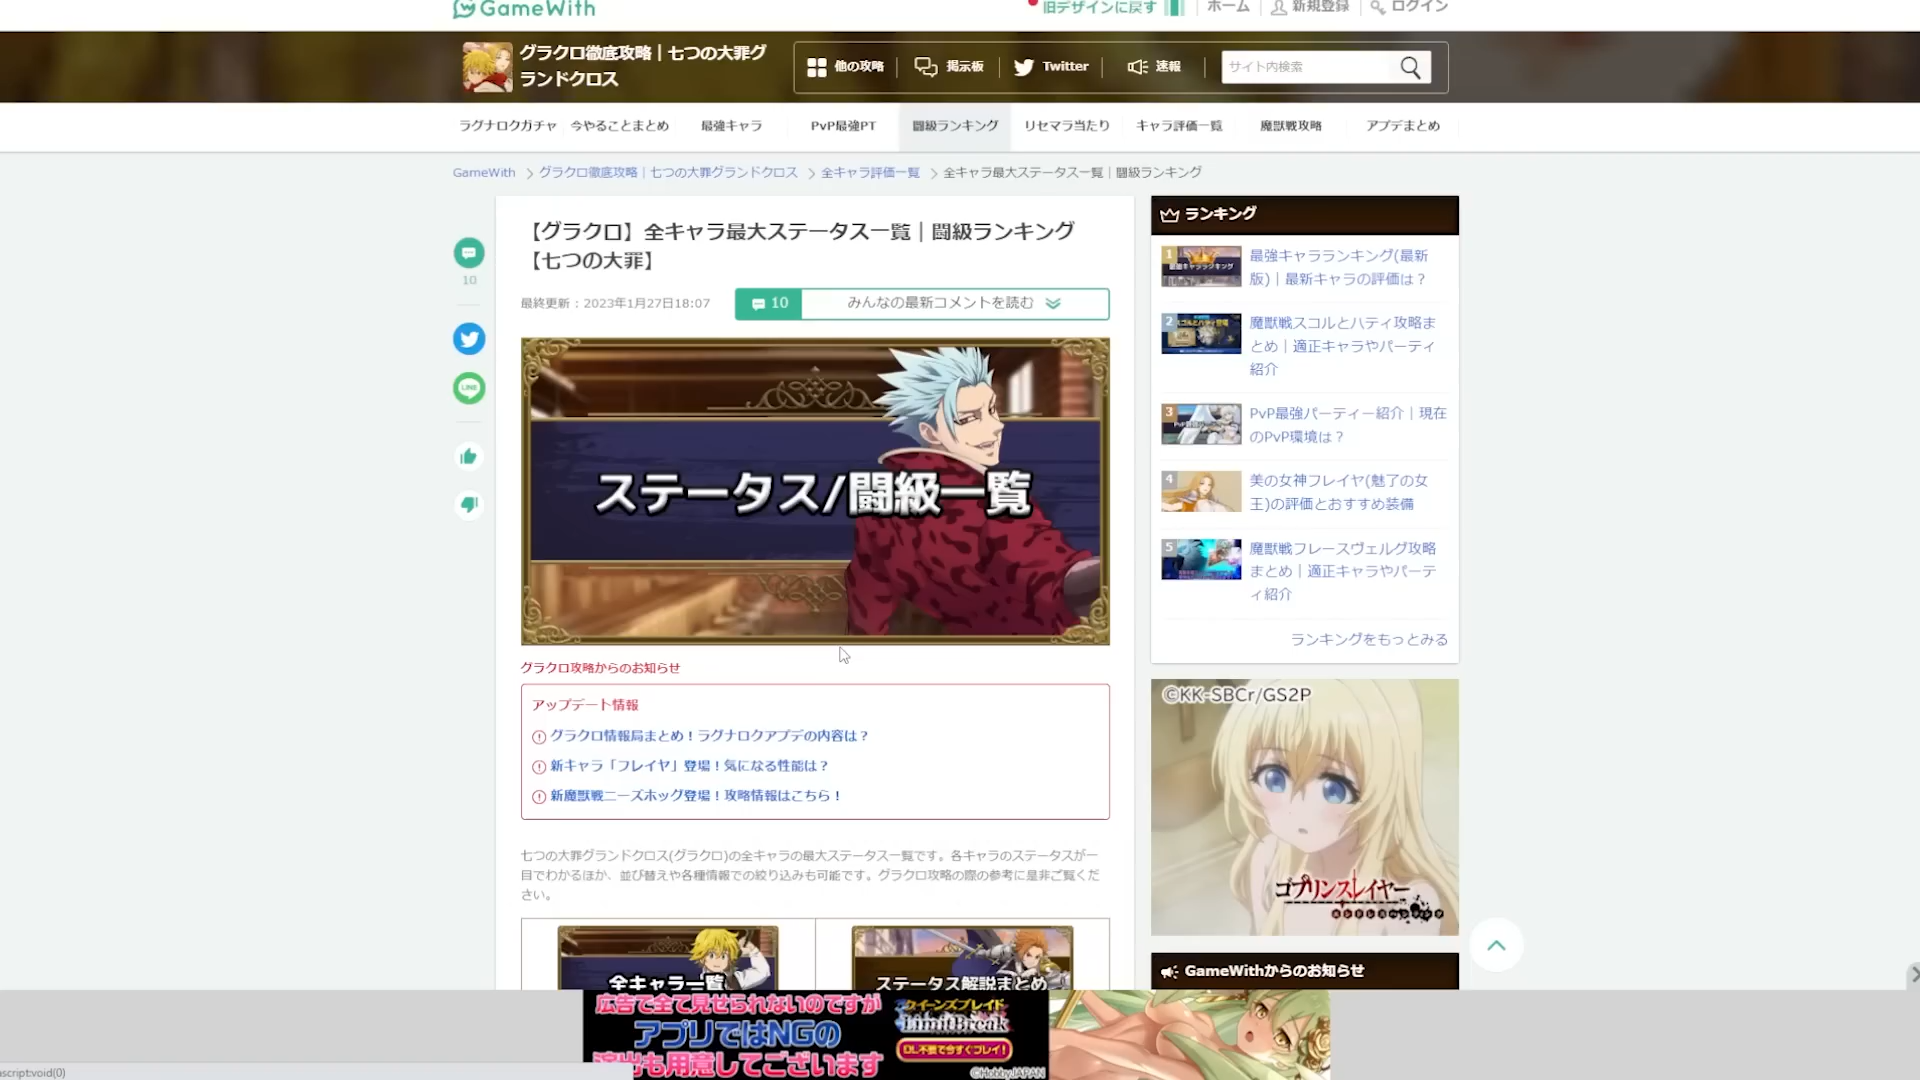 GameWith
旧デザインに戻す
ホーム
新規登録
ログイン
グラクロ徹底攻略｜七つの大罪グ
ランドクロス
他の攻略
掲示板
Twitter
速報
サイト内検索
ラグナロクガチャ
今やることまとめ
最強キャラ
PvP最強PT
闘級ランキング
リセマラ当たり
キャラ評価一覧
魔獣戦攻略
アプデまとめ
GameWith
グラクロ徹底攻略｜七つの大罪グランドクロス
全キャラ評価一覧
全キャラ最大ステータス一覧｜闘級ランキング
【グラクロ】全キャラ最大ステータス一覧｜闘級ランキング
【七つの大罪】
最終更新：2023年1月27日18:07
10
みんなの最新コメントを読む
10
LINE
ステータス/闘級一覧
グラクロ攻略からのお知らせ
アップデート情報
グラクロ情報局まとめ！ラグナロクアプデの内容は？
新キャラ「フレイヤ」登場！気になる性能は？
新魔獣戦ニーズホッグ登場！攻略情報はこちら！
七つの大罪グランドクロス(グラクロ)の全キャラの最大ステータス一覧です。各キャラのステータスが一
目でわかるほか、並び替えや各種情報での絞り込みも可能です。グラクロ攻略の際の参考に是非ご覧くだ
さい。
全キャラ一覧
ステータス解説まとめ
ランキング
1
最強キャラランキング(最新
版)｜最新キャラの評価は？
2
魔獣戦スコルとハティ攻略ま
とめ｜適正キャラやパーティ
紹介
3
PvP最強パーティー紹介｜現在
のPvP環境は？
4
美の女神フレイヤ(魅了の女
王)の評価とおすすめ装備
5
魔獣戦フレースヴェルグ攻略
まとめ｜適正キャラやパーテ
ィ紹介
ランキングをもっとみる
©KK-SBCr/GS2P
ゴブリンスレイヤー
GameWithからのお知らせ
広告で全て見せられないのですが
アプリではNGの
演出も用意してございます
クイーンズブレイド
Limit Break
DL不要で今すぐプレイ！
©HobbyJAPAN
ascript:void(0)